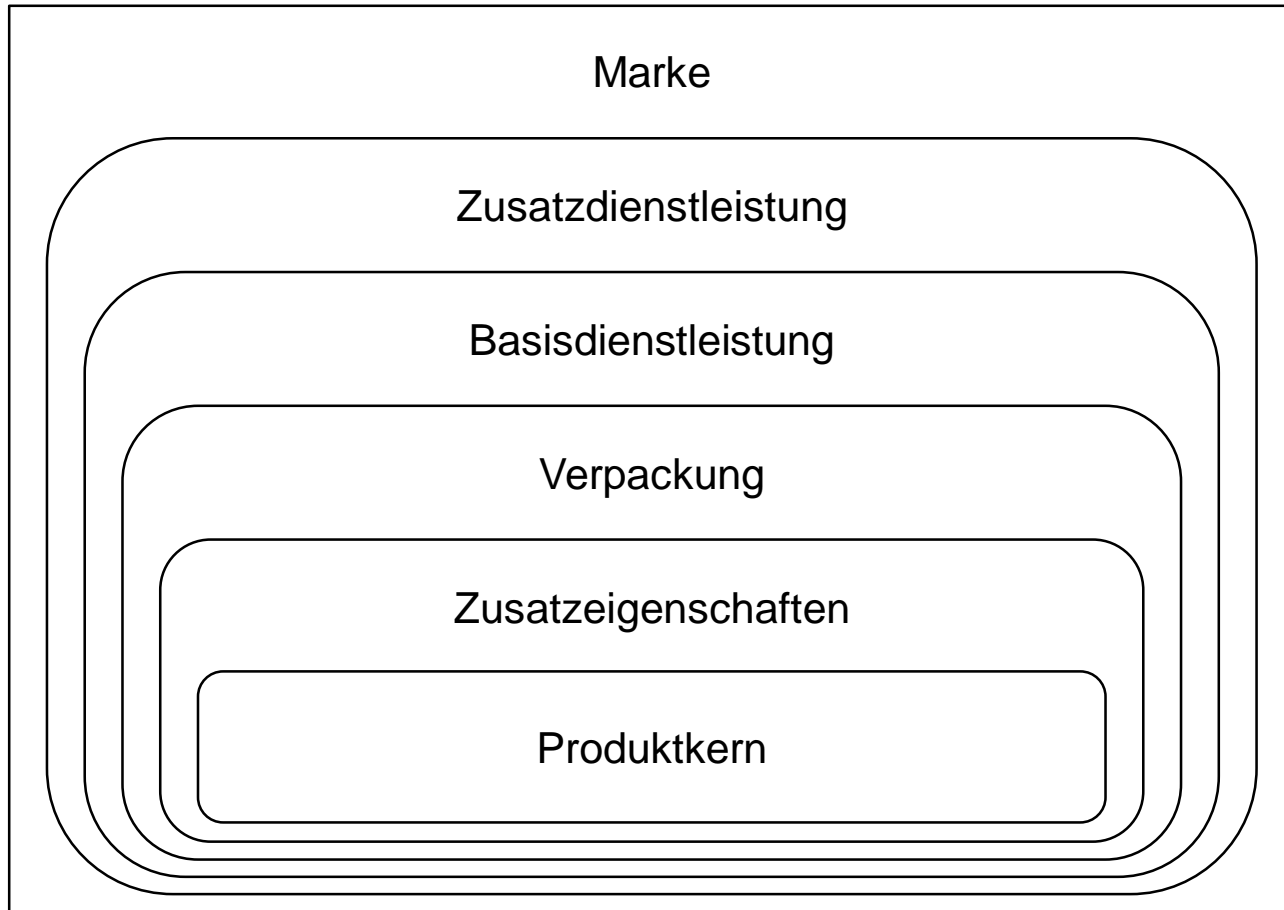 Marke
Zusatzdienstleistung
Basisdienstleistung
Verpackung
Zusatzeigenschaften
Produktkern